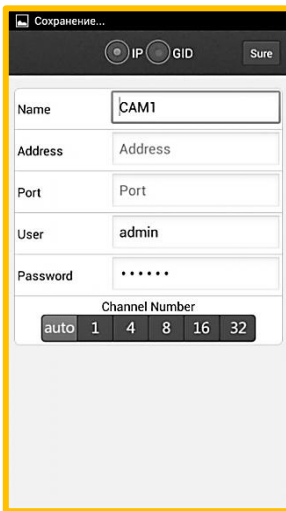 Сохранение...
IP GID Sure
Name CAM1
Address Address
Port Port
User admin
Password ••••••
Channel Number
auto 1 4 8 16 32